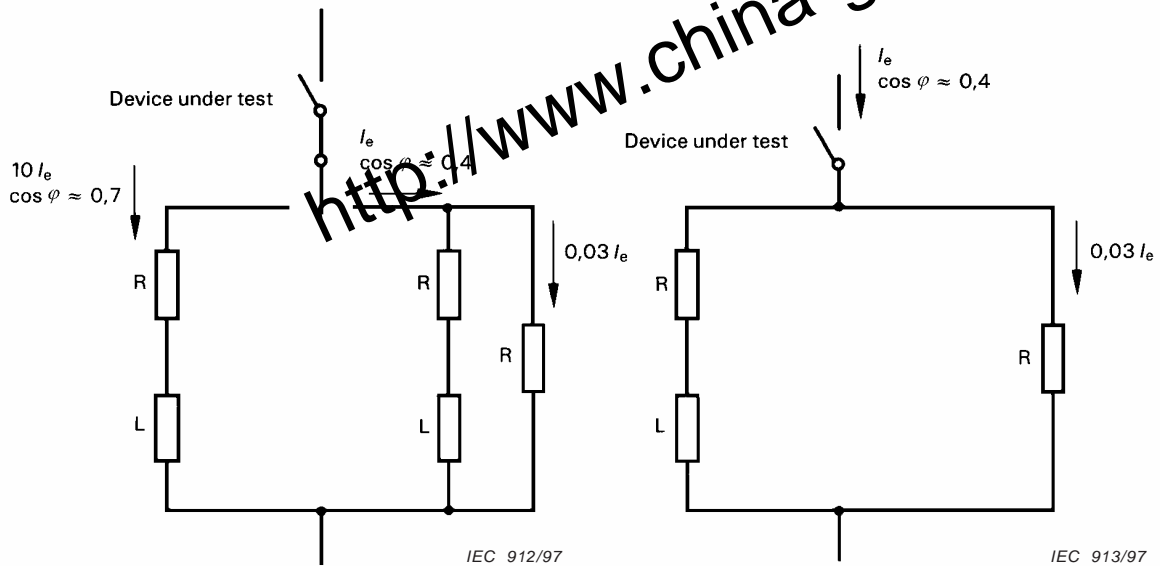 http://www.china-g
Device under test
10 Ie
cos φ ≈ 0,7
Ie
cos φ ≈ 0,4
R
L
R
L
R
0,03 Ie
IEC 912/97
Ie
cos φ ≈ 0,4
Device under test
R
L
R
0,03 Ie
IEC 913/97